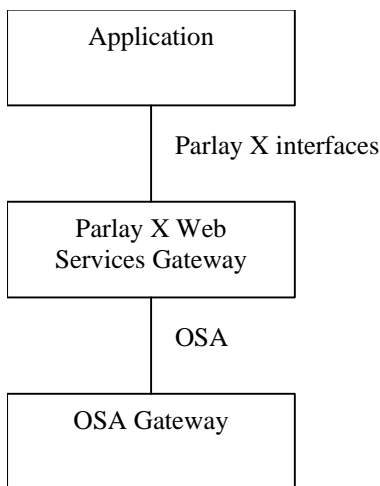 Application
Parlay X interfaces
Parlay X Web
Services Gateway
OSA
OSA Gateway